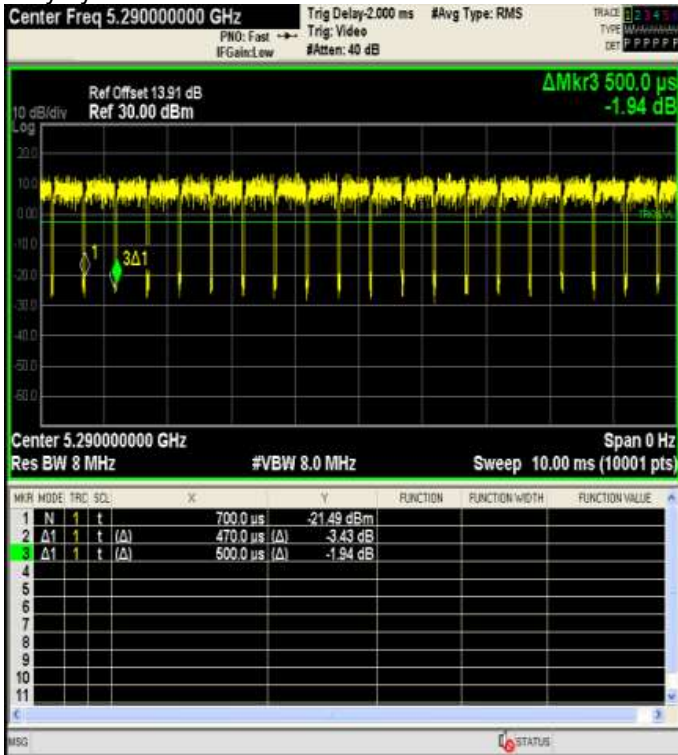 Center Freq 5.290000000 GHz
PNO: Fast
IFGain:Low
Trig Delay-2.000 ms
Trig: Video
#Atten: 40 dB
#Avg Type: RMS
TRACE 1 2 3 4 5 6
TYPE
DET P P P P P P
Ref Offset 13.91 dB
Ref 30.00 dBm
10 dB/div
Log
ΔMkr3 500.0 µs
-1.94 dB
20.0
10.0
0.00
-10.0
-20.0
-30.0
-40.0
-50.0
-60.0
1
3Δ1
Center 5.290000000 GHz
Span 0 Hz
Res BW 8 MHz
#VBW 8.0 MHz
Sweep 10.00 ms (10001 pts)
MKR MODE TRC SCL X Y FUNCTION FUNCTION WIDTH FUNCTION VALUE
1 N 1 t 700.0 µs -21.49 dBm
2 Δ1 1 t (Δ) 470.0 µs (Δ) -3.43 dB
3 Δ1 1 t (Δ) 500.0 µs (Δ) -1.94 dB
4
5
6
7
8
9
10
11
MSG
STATUS